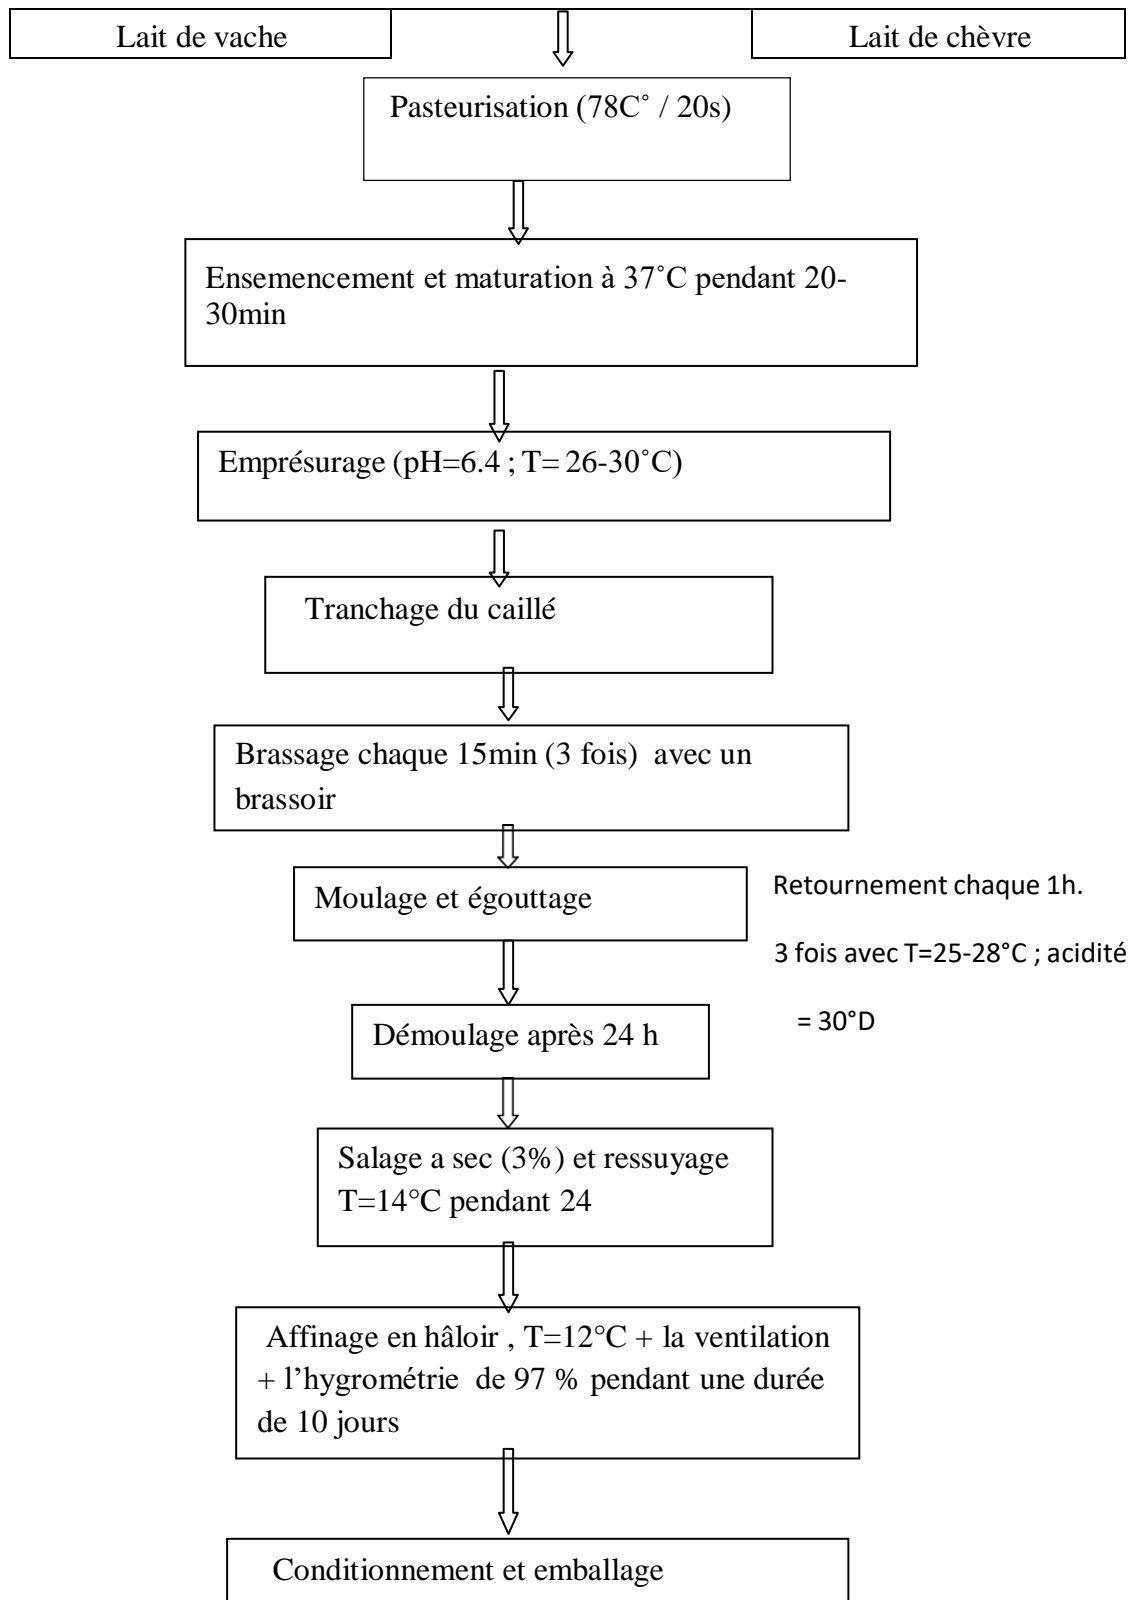 Lait de vache
Lait de chèvre
Pasteurisation (78C° / 20s)
Ensemencement et maturation à 37°C pendant 20-
30min
Emprésurage (pH=6.4 ; T= 26-30°C)
Tranchage du caillé
Brassage chaque 15min (3 fois) avec un
brassoir
Moulage et égouttage
Retournement chaque 1h.
3 fois avec T=25-28°C ; acidité
= 30°D
Démoulage après 24 h
Salage a sec (3%) et ressuyage
T=14°C pendant 24
Affinage en hâloir , T=12°C + la ventilation
+ l’hygrométrie de 97 % pendant une durée
de 10 jours
Conditionnement et emballage